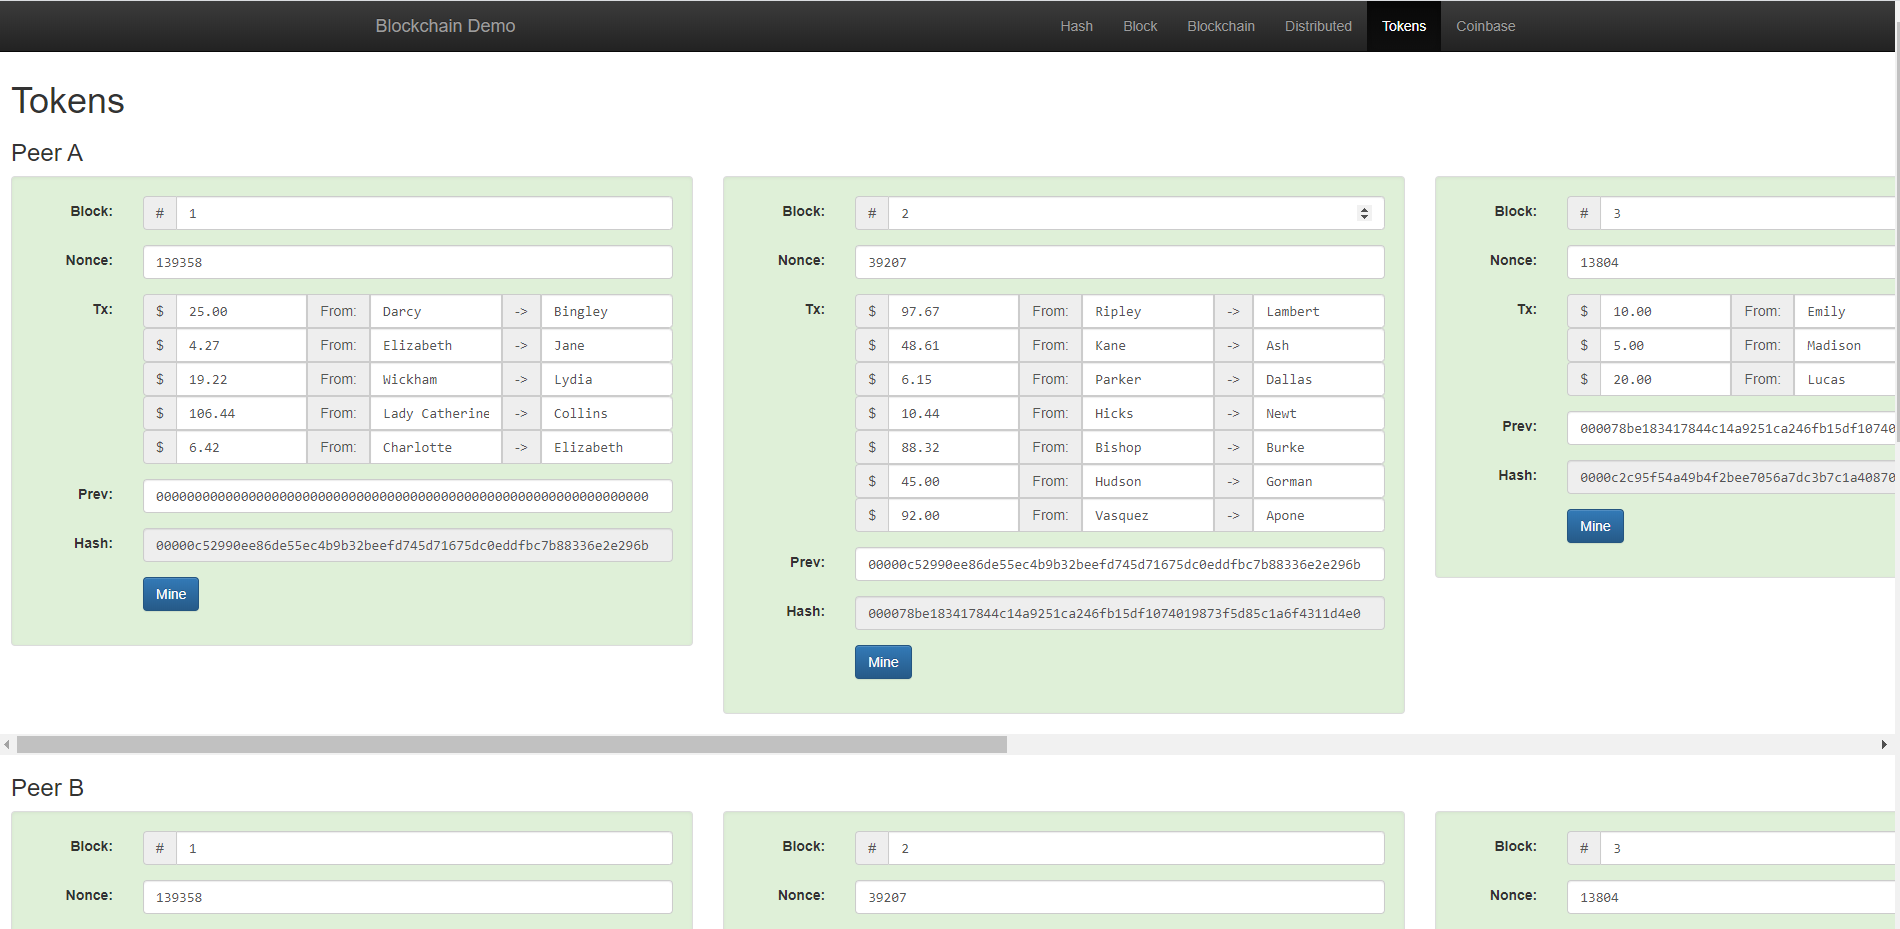 Blockchain Demo Hash Block Blockchain Distributed Tokens Coinbase
Tokens
Peer A
Block: # 1
Nonce: 139358
Tx: $ 25.00 From: Darcy -> Bingley
$ 4.27 From: Elizabeth -> Jane
$ 19.22 From: Wickham -> Lydia
$ 106.44 From: Lady Catherine -> Collins
$ 6.42 From: Charlotte -> Elizabeth
Prev: 0000000000000000000000000000000000000000000000000000000000000000
Hash: 00000c52990ee86de55ec4b9b32beefd745d71675dc0eddfbc7b88336e2e296b
Mine
Block: # 2
Nonce: 39207
Tx: $ 97.67 From: Ripley -> Lambert
$ 48.61 From: Kane -> Ash
$ 6.15 From: Parker -> Dallas
$ 10.44 From: Hicks -> Newt
$ 88.32 From: Bishop -> Burke
$ 45.00 From: Hudson -> Gorman
$ 92.00 From: Vasquez -> Apone
Prev: 00000c52990ee86de55ec4b9b32beefd745d71675dc0eddfbc7b88336e2e296b
Hash: 000078be183417844c14a9251ca246fb15df1074019873f5d85c1a6f4311d4e0
Mine
Block: # 3
Nonce: 13804
Tx: $ 10.00 From: Emily
$ 5.00 From: Madison
$ 20.00 From: Lucas
Prev: 000078be183417844c14a9251ca246fb15df10740
Hash: 0000c2c95f54a49b4f2bee7056a7dc3b7c1a40870
Mine
Peer B
Block: # 1
Nonce: 139358
Block: # 2
Nonce: 39207
Block: # 3
Nonce: 13804